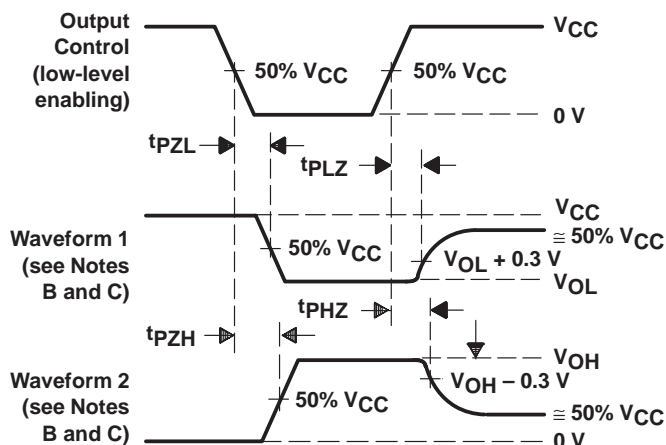 Output
Control
(low-level
enabling)
VCC
50% VCC
50% VCC
0 V
tPZL
tPLZ
VCC
≅ 50% VCC
Waveform 1
(see Notes
B and C)
50% VCC
VOL + 0.3 V
VOL
tPHZ
tPZH
VOH
VOH – 0.3 V
Waveform 2
(see Notes
B and C)
50% VCC
≅ 50% VCC
0 V